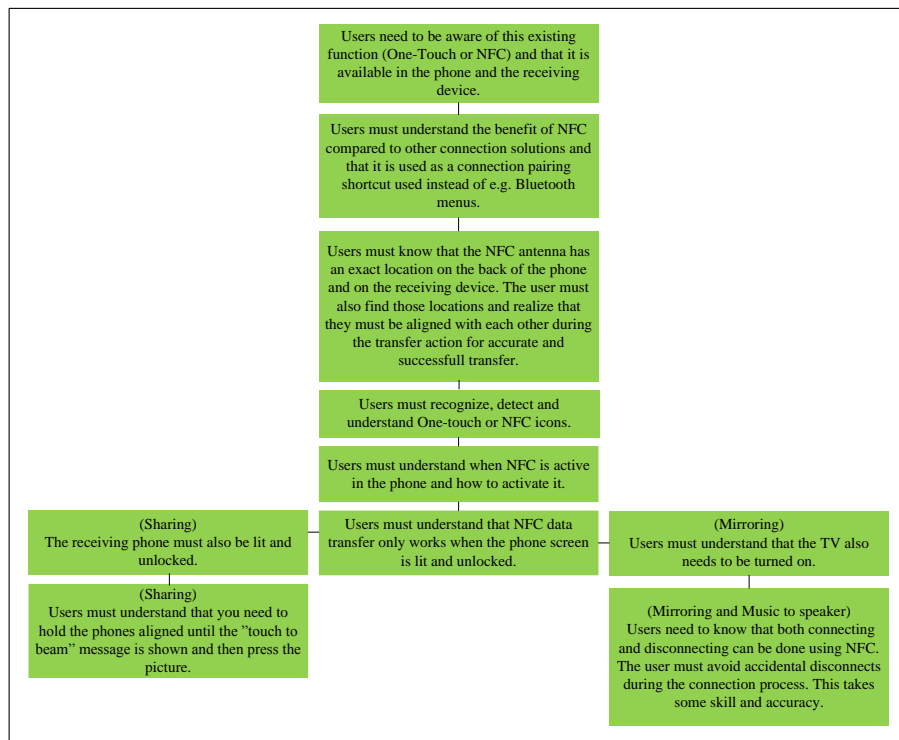 Users need to be aware of this existing
function (One-Touch or NFC) and that it is
available in the phone and the receiving
device.
Users must understand the benefit of NFC
compared to other connection solutions and
that it is used as a connection pairing
shortcut used instead of e.g. Bluetooth
menus.
Users must know that the NFC antenna has
an exact location on the back of the phone
and on the receiving device. The user must
also find those locations and realize that
they must be aligned with each other during
the transfer action for accurate and
successfull transfer.
Users must recognize, detect and
understand One-touch or NFC icons.
Users must understand when NFC is active
in the phone and how to activate it.
(Sharing)
The receiving phone must also be lit and
unlocked.
Users must understand that NFC data
transfer only works when the phone screen
is lit and unlocked.
(Mirroring)
Users must understand that the TV also
needs to be turned on.
(Sharing)
Users must understand that you need to
hold the phones aligned until the ”touch to
beam” message is shown and then press the
picture.
(Mirroring and Music to speaker)
Users need to know that both connecting
and disconnecting can be done using NFC.
The user must avoid accidental disconnects
during the connection process. This takes
some skill and accuracy.